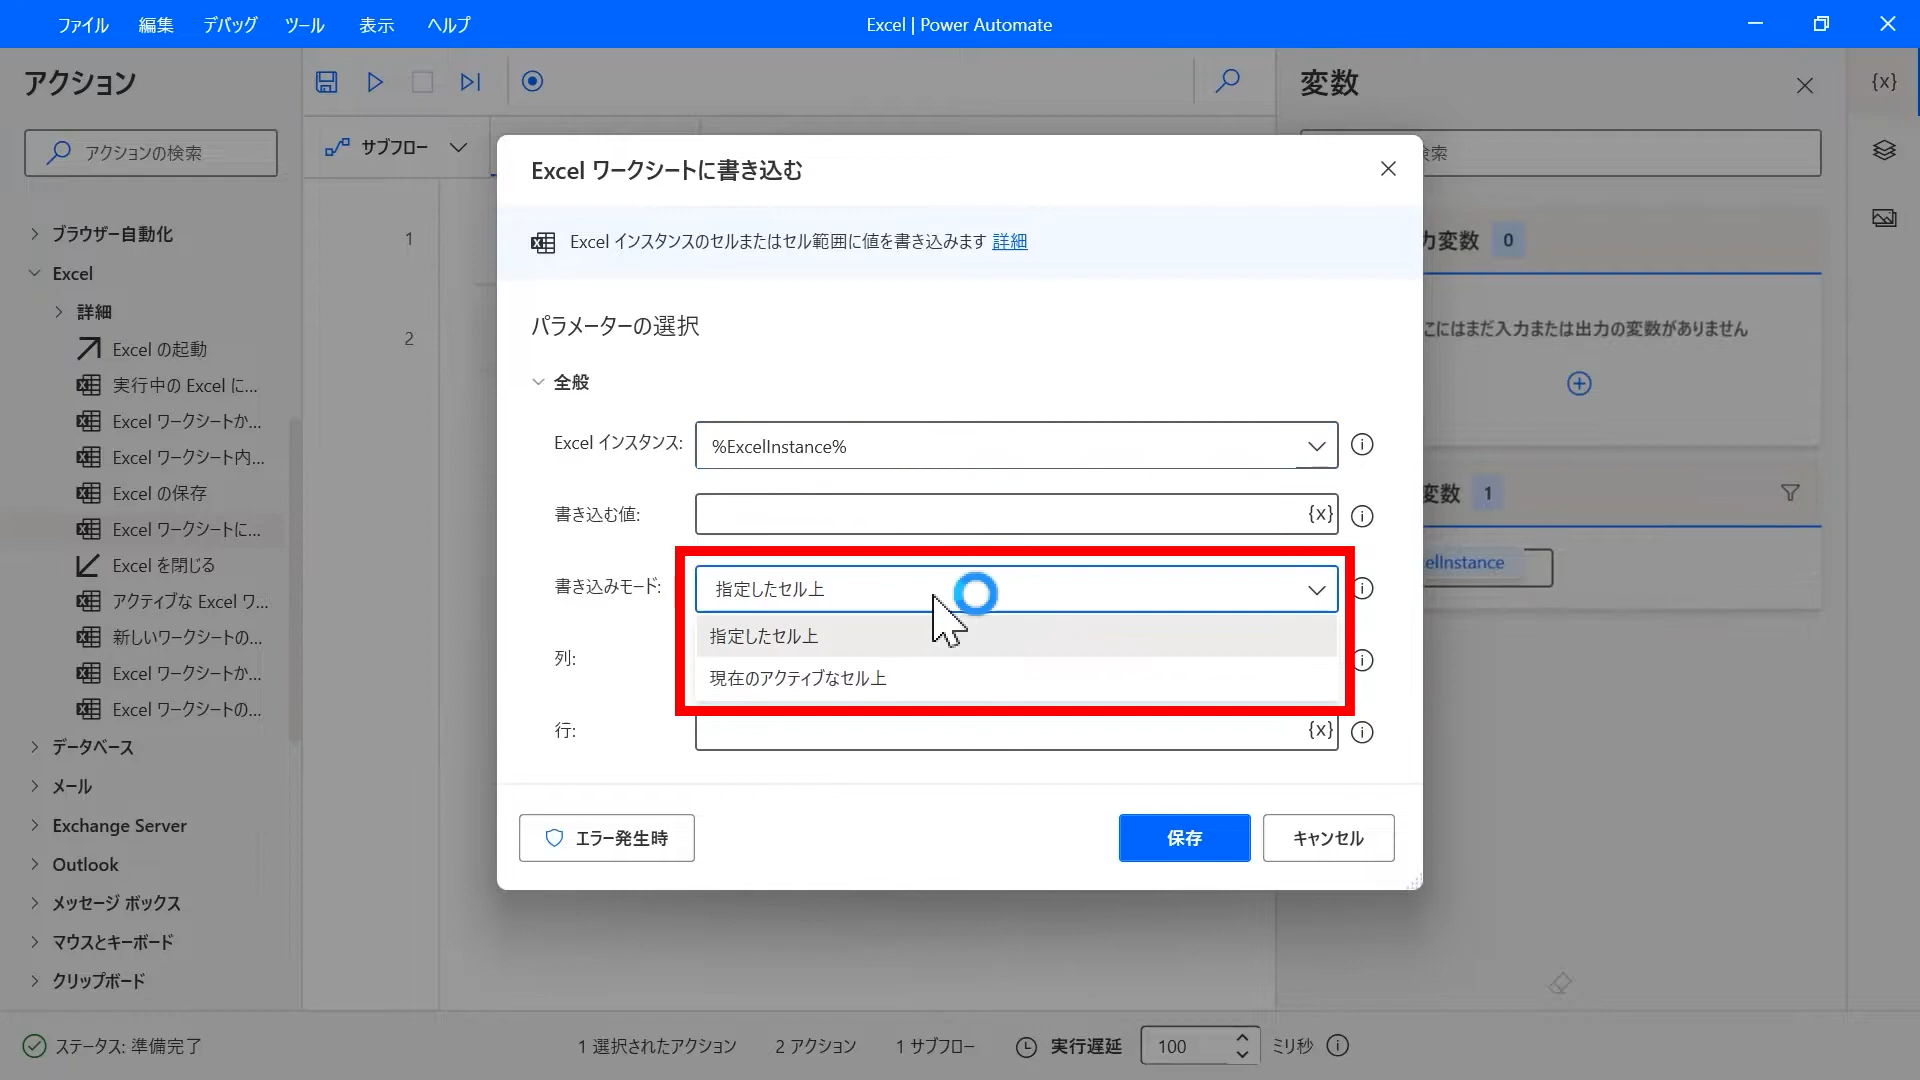 ファイル 編集 デバッグ ツール 表示 ヘルプ
Excel | Power Automate
アクション
アクションの検索
ブラウザー自動化
Excel
詳細
Excel の起動
実行中の Excel に...
Excel ワークシートか...
Excel ワークシート内...
Excel の保存
Excel ワークシートに...
Excel を閉じる
アクティブな Excel ワ...
新しいワークシートの...
Excel ワークシートか...
Excel ワークシートの...
データベース
メール
Exchange Server
Outlook
メッセージ ボックス
マウスとキーボード
クリップボード
サブフロー
1
2
Excel ワークシートに書き込む
Excel インスタンスのセルまたはセル範囲に値を書き込みます 詳細
パラメーターの選択
全般
Excel インスタンス: %ExcelInstance%
書き込む値: {x}
書き込みモード: 指定したセル上
指定したセル上
現在のアクティブなセル上
列:
行: {x}
エラー発生時
保存
キャンセル
変数
{x}
索
力変数 0
こにはまだ入力または出力の変数がありません
変数 1
elInstance
ステータス: 準備完了
1 選択されたアクション
2 アクション
1 サブフロー
実行遅延 100 ミリ秒